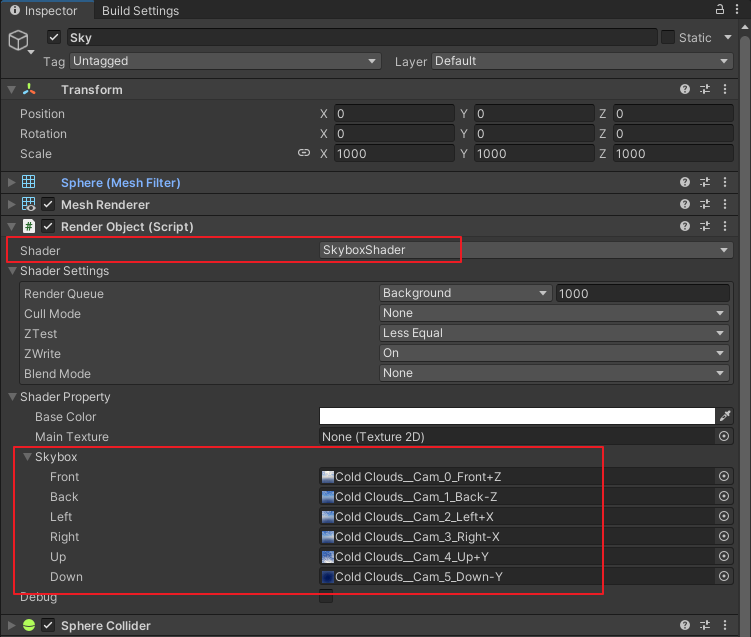 Inspector Build Settings
Sky Static
Tag Untagged Layer Default
Transform
Position X 0 Y 0 Z 0
Rotation X 0 Y 0 Z 0
Scale X 1000 Y 1000 Z 1000
Sphere (Mesh Filter)
Mesh Renderer
# Render Object (Script)
Shader SkyboxShader
Shader Settings
Render Queue Background 1000
Cull Mode None
ZTest Less Equal
ZWrite On
Blend Mode None
Shader Property
Base Color
Main Texture None (Texture 2D)
Skybox
Front Cold Clouds__Cam_0_Front+Z
Back Cold Clouds__Cam_1_Back-Z
Left Cold Clouds__Cam_2_Left+X
Right Cold Clouds__Cam_3_Right-X
Up Cold Clouds__Cam_4_Up+Y
Down Cold Clouds__Cam_5_Down-Y
Debug
Sphere Collider